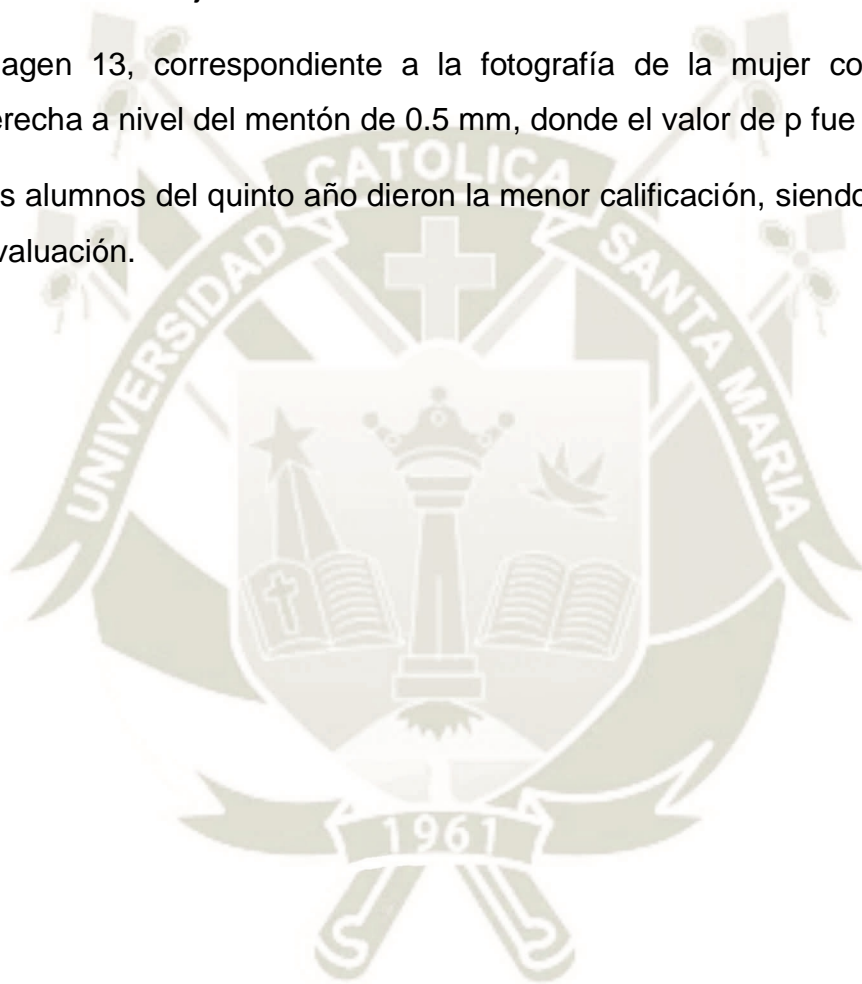 agen 13, correspondiente a la fotografía de la mujer co
erecha a nivel del mentón de 0.5 mm, donde el valor de p fue
s alumnos del quinto año dieron la menor calificación, siendo
valuación.
UNIVERSIDAD CATOLICA SANTA MARIA
1961